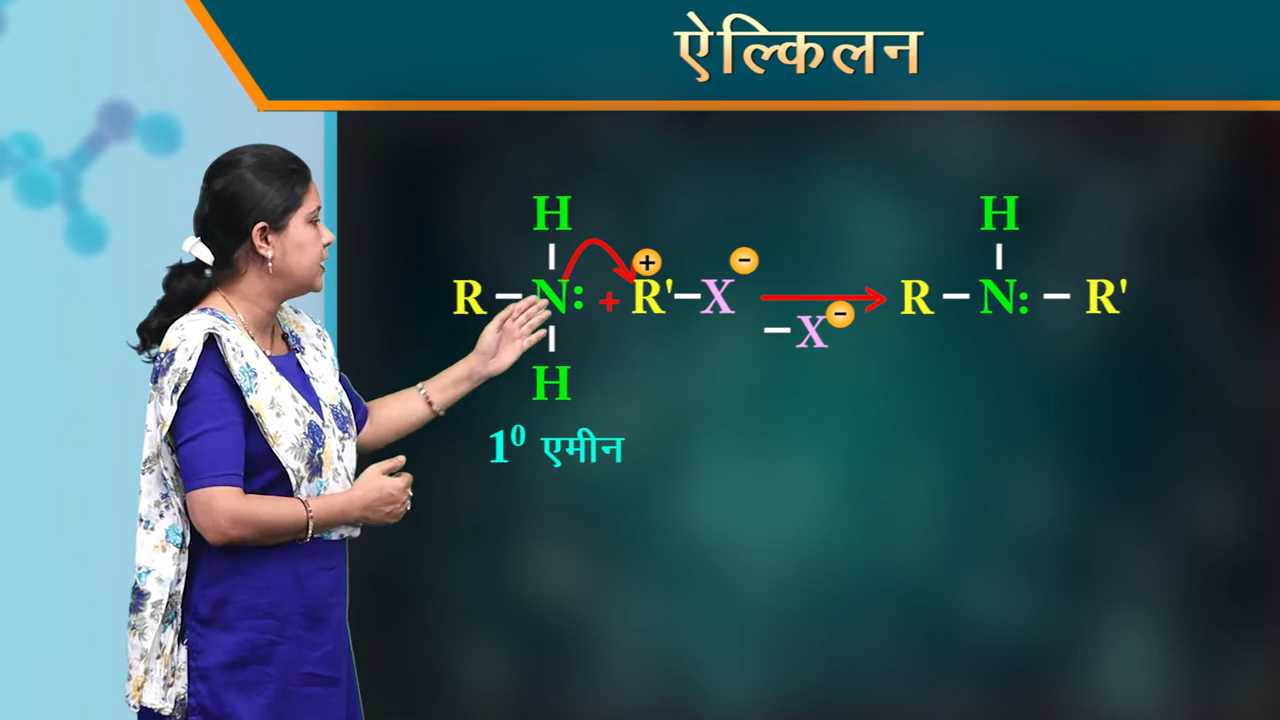 ऐल्किलन
H H
R – N: + R'⊕ – X⊖ → R – N: – R'
– X⊖
H
1⁰ एमीन